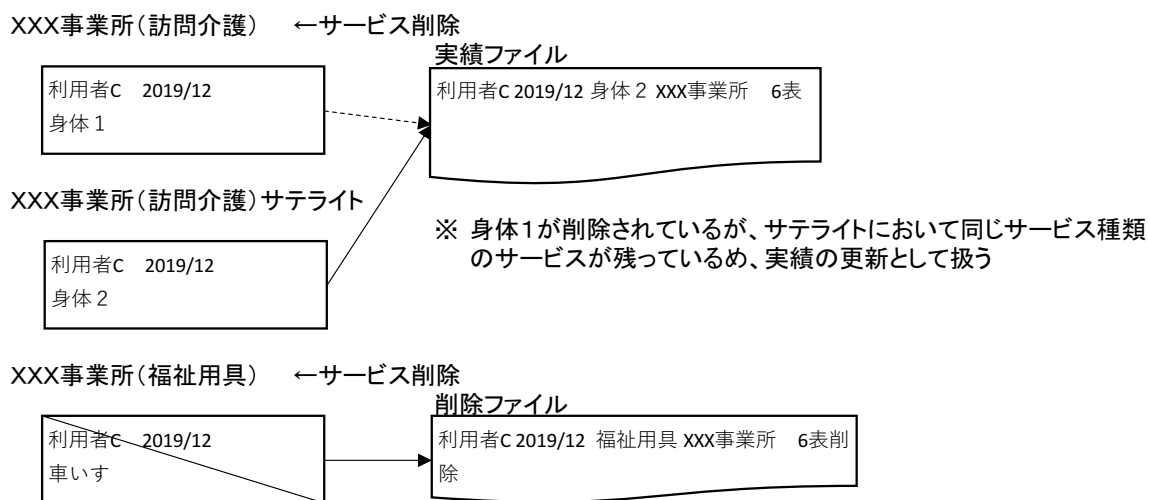 XXX事業所（訪問介護）　←サービス削除
実績ファイル
利用者C　2019/12
身体１
利用者C 2019/12 身体２ XXX事業所　6表
XXX事業所（訪問介護）サテライト
利用者C　2019/12
身体２
※ 身体１が削除されているが、サテライトにおいて同じサービス種類
のサービスが残っているめ、実績の更新として扱う
XXX事業所（福祉用具）　←サービス削除
削除ファイル
利用者C　2019/12
車いす
利用者C 2019/12 福祉用具 XXX事業所　6表削
除